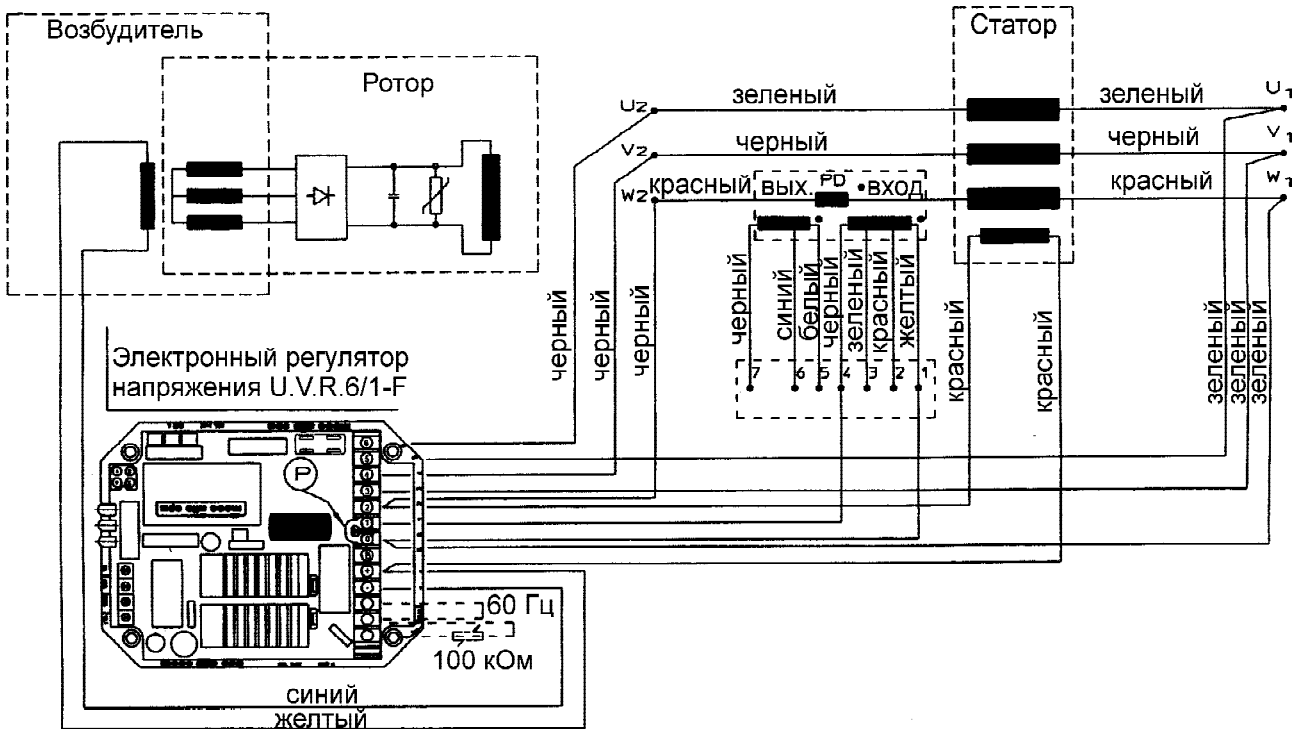 Возбудитель
Статор
Ротор
зеленый
зеленый
U1
U2
черный
черный
V1
V2
красный
вых.
PD
вход
красный
W1
W2
черный
синий
белый
черный
зеленый
красный
желтый
7 6 5 4 3 2 1
черный
черный
черный
красный
красный
зеленый
зеленый
зеленый
Электронный регулятор
напряжения U.V.R.6/1-F
P
60 Гц
100 кОм
синий
желтый